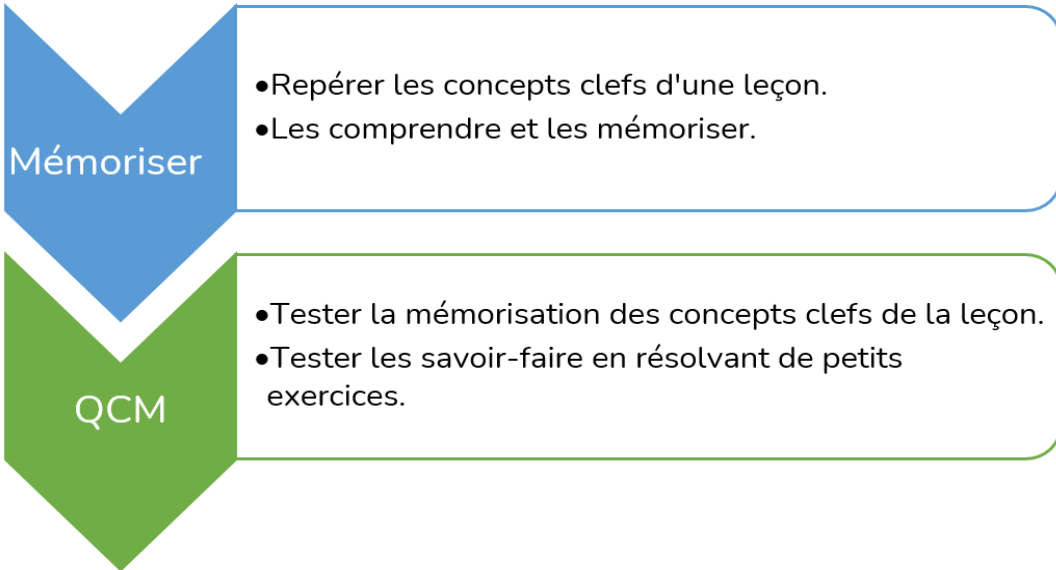 Mémoriser
•Repérer les concepts clefs d'une leçon.
•Les comprendre et les mémoriser.
QCM
•Tester la mémorisation des concepts clefs de la leçon.
•Tester les savoir-faire en résolvant de petits
exercices.